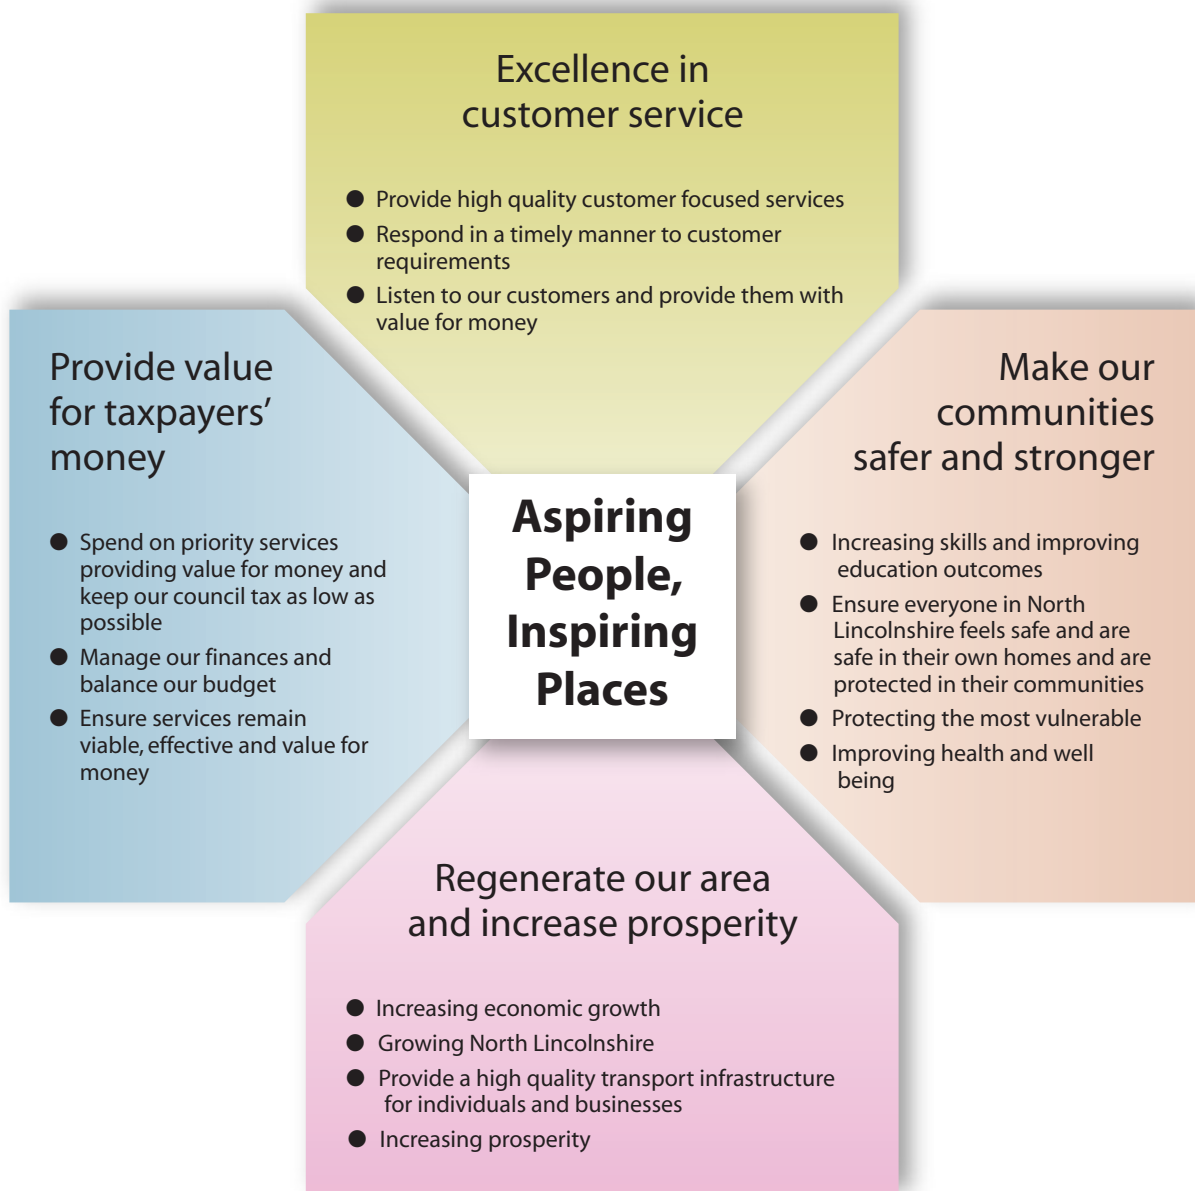 Excellence in
customer service
● Provide high quality customer focused services
● Respond in a timely manner to customer
requirements
● Listen to our customers and provide them with
value for money
Provide value
for taxpayers’
money
● Spend on priority services
providing value for money and
keep our council tax as low as
possible
● Manage our finances and
balance our budget
● Ensure services remain
viable, effective and value for
money
Aspiring
People,
Inspiring
Places
Make our
communities
safer and stronger
● Increasing skills and improving
education outcomes
● Ensure everyone in North
Lincolnshire feels safe and are
safe in their own homes and are
protected in their communities
● Protecting the most vulnerable
● Improving health and well
being
Regenerate our area
and increase prosperity
● Increasing economic growth
● Growing North Lincolnshire
● Provide a high quality transport infrastructure
for individuals and businesses
● Increasing prosperity